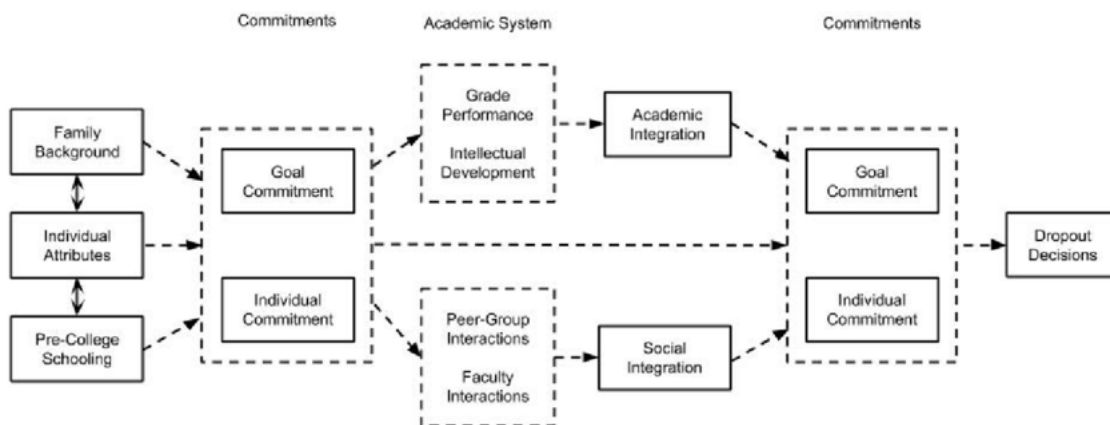 Commitments
Academic System
Commitments
Family
Background
Individual
Attributes
Pre-College
Schooling
Goal
Commitment
Individual
Commitment
Grade
Performance
Intellectual
Development
Peer-Group
Interactions
Faculty
Interactions
Academic
Integration
Social
Integration
Goal
Commitment
Individual
Commitment
Dropout
Decisions